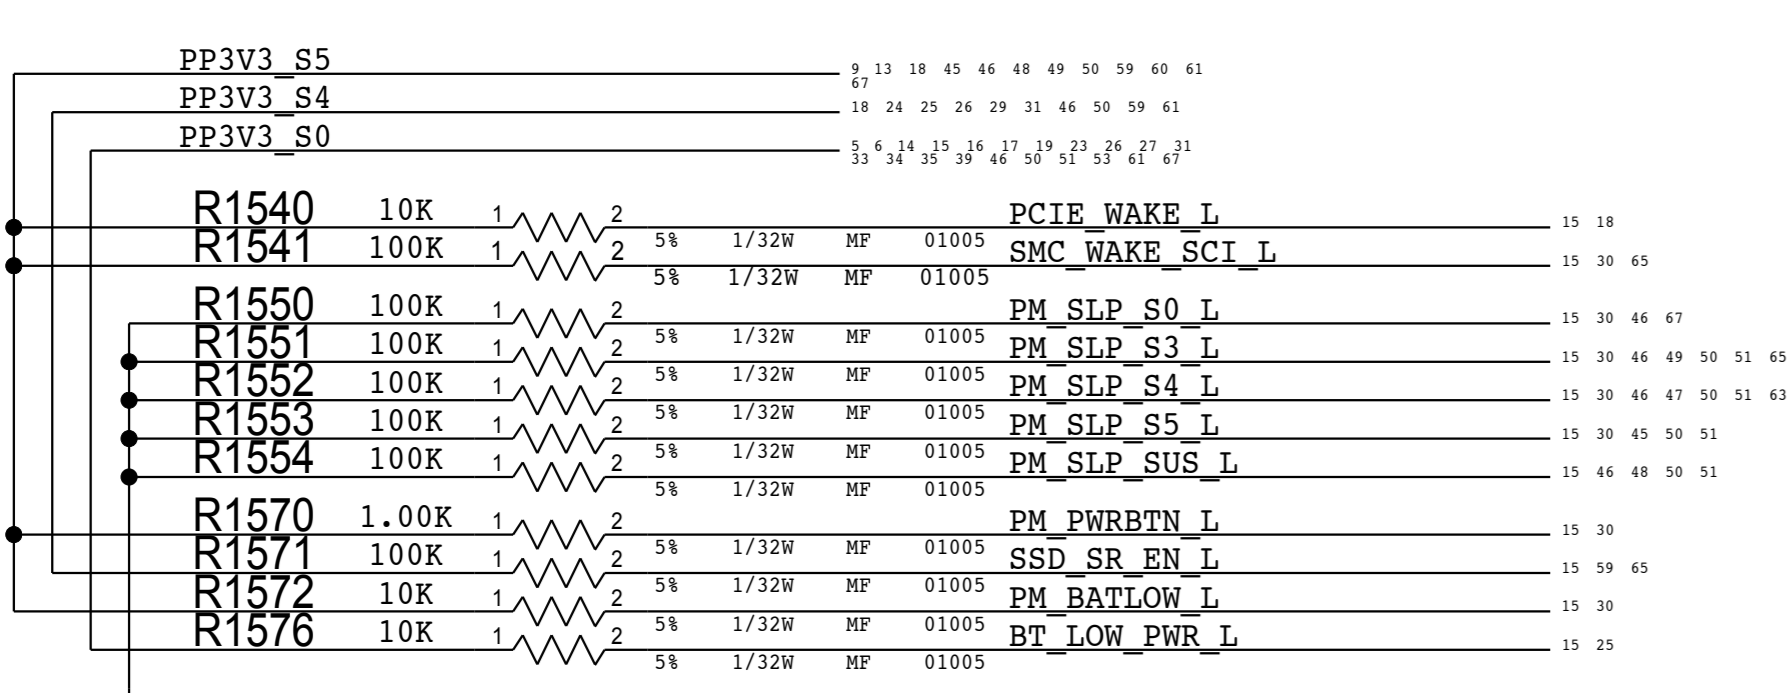 PP3V3_S5
9 13 18 45 46 48 49 50 59 60 61
67
PP3V3_S4
18 24 25 26 29 31 46 50 59 61
PP3V3_S0
5 6 14 15 16 17 19 23 26 27 31
33 34 35 39 46 50 51 53 61 67
R1540 10K 1 2 PCIE_WAKE_L 15 18
5% 1/32W MF 01005
R1541 100K 1 2 SMC_WAKE_SCI_L 15 30 65
5% 1/32W MF 01005
R1550 100K 1 2 PM_SLP_S0_L 15 30 46 67
5% 1/32W MF 01005
R1551 100K 1 2 PM_SLP_S3_L 15 30 46 49 50 51 65
5% 1/32W MF 01005
R1552 100K 1 2 PM_SLP_S4_L 15 30 46 47 50 51 63
5% 1/32W MF 01005
R1553 100K 1 2 PM_SLP_S5_L 15 30 45 50 51
5% 1/32W MF 01005
R1554 100K 1 2 PM_SLP_SUS_L 15 46 48 50 51
5% 1/32W MF 01005
R1570 1.00K 1 2 PM_PWRBTN_L 15 30
5% 1/32W MF 01005
R1571 100K 1 2 SSD_SR_EN_L 15 59 65
5% 1/32W MF 01005
R1572 10K 1 2 PM_BATLOW_L 15 30
5% 1/32W MF 01005
R1576 10K 1 2 BT_LOW_PWR_L 15 25
5% 1/32W MF 01005